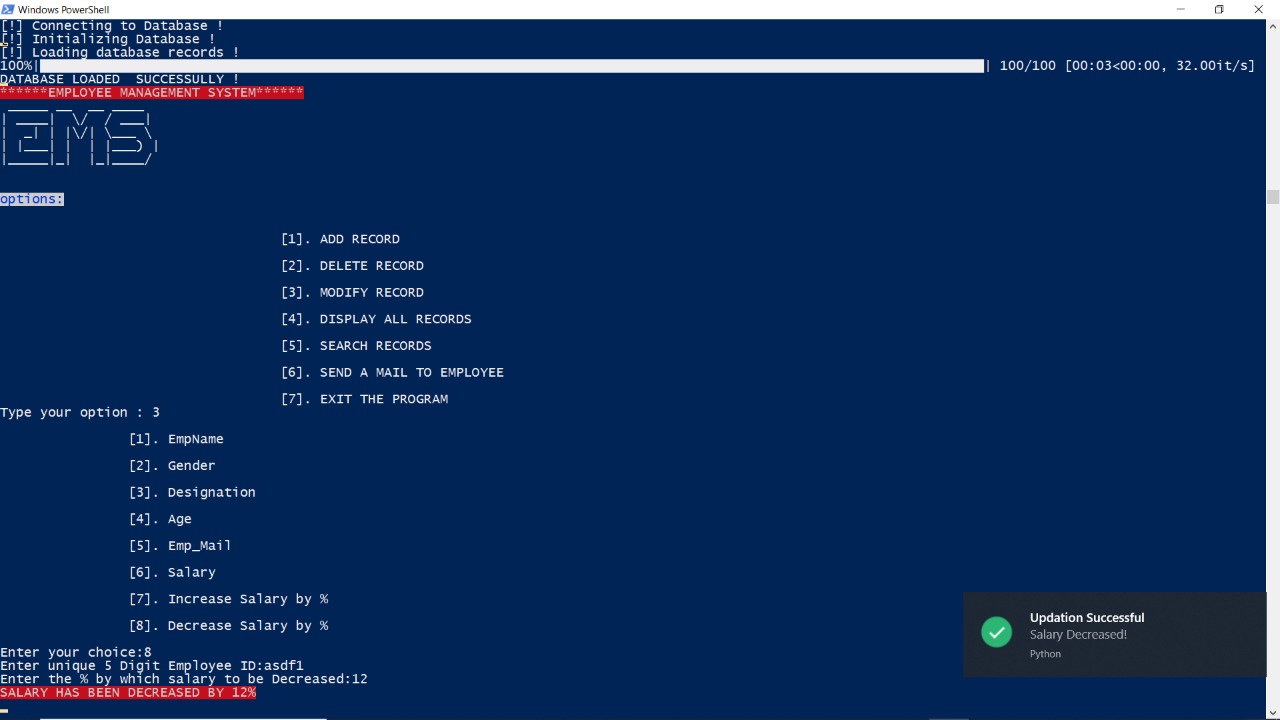 Windows PowerShell
[!] Connecting to Database !
[!] Initializing Database !
[!] Loading database records !
100%| | 100/100 [00:03<00:00, 32.00it/s]
DATABASE LOADED  SUCCESSULLY !
******EMPLOYEE MANAGEMENT SYSTEM******
EMS
options:
[1]. ADD RECORD
[2]. DELETE RECORD
[3]. MODIFY RECORD
[4]. DISPLAY ALL RECORDS
[5]. SEARCH RECORDS
[6]. SEND A MAIL TO EMPLOYEE
[7]. EXIT THE PROGRAM
Type your option : 3
[1]. EmpName
[2]. Gender
[3]. Designation
[4]. Age
[5]. Emp_Mail
[6]. Salary
[7]. Increase Salary by %
[8]. Decrease Salary by %
Enter your choice:8
Enter unique 5 Digit Employee ID:asdf1
Enter the % by which salary to be Decreased:12
SALARY HAS BEEN DECREASED BY 12%
Updation Successful
Salary Decreased!
Python